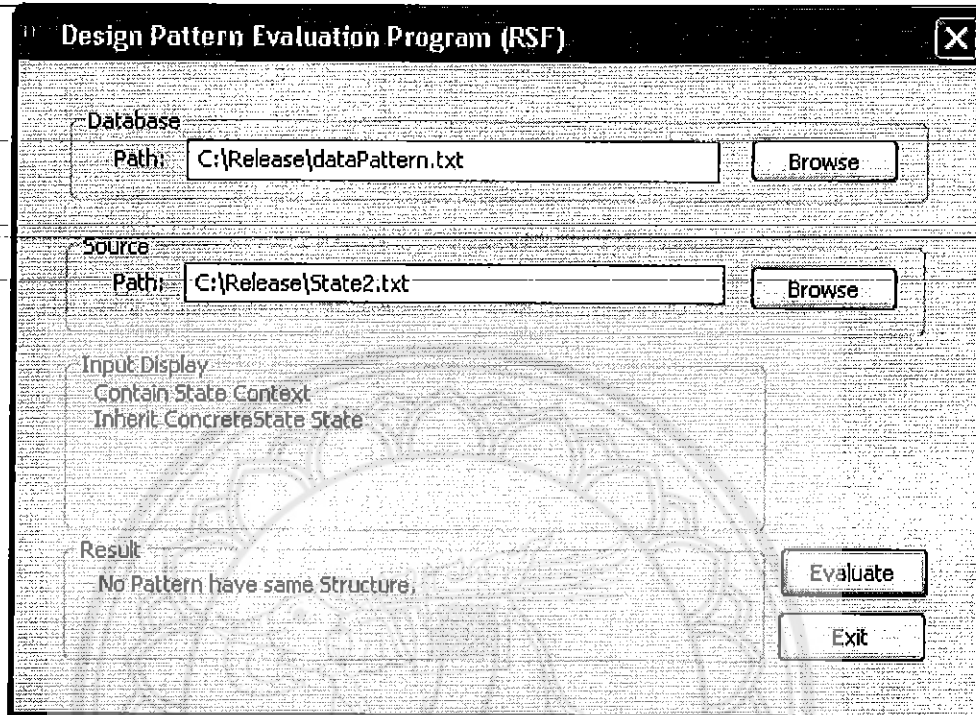 Design Pattern Evaluation Program (RSF)
Database
Path: C:\Release\dataPattern.txt Browse
Source
Path: C:\Release\State2.txt Browse
Input Display
Contain State Context
Inherit ConcreteState State
Result
No Pattern have same Structure,
Evaluate
Exit